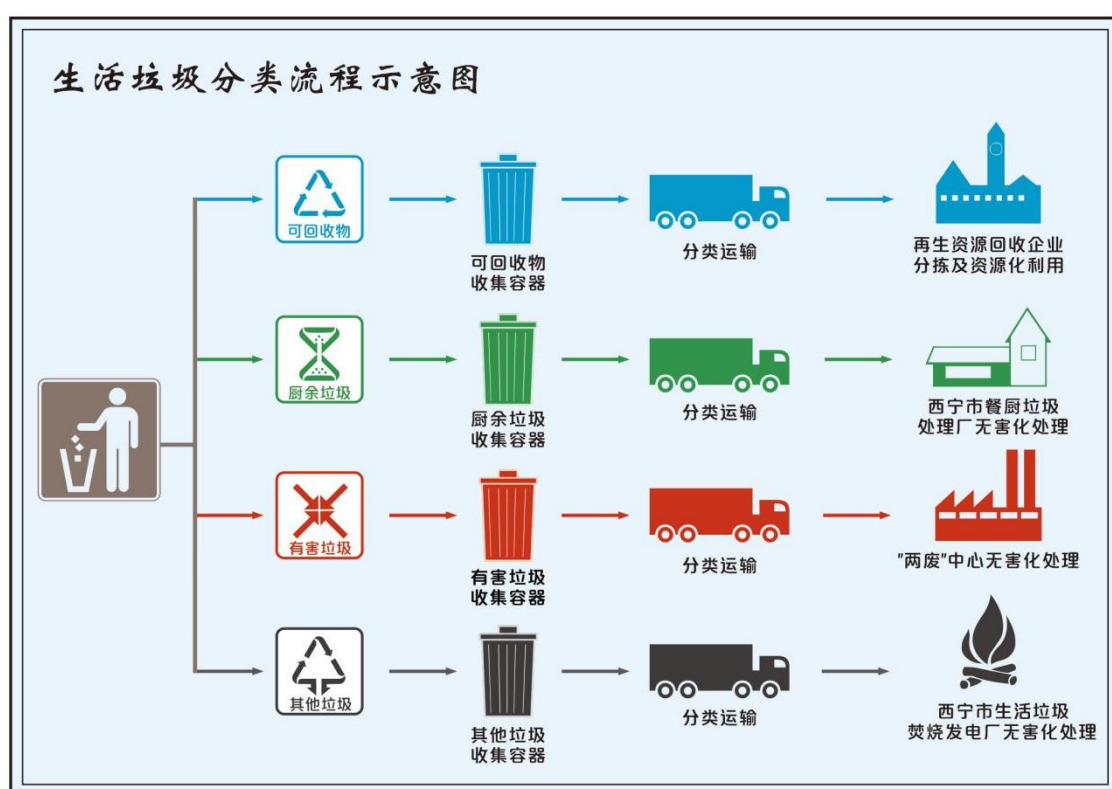 生活垃圾分类流程示意图
可回收物
可回收物
收集容器
分类运输
再生资源回收企业
分拣及资源化利用
厨余垃圾
厨余垃圾
收集容器
分类运输
西宁市餐厨垃圾
处理厂无害化处理
有害垃圾
有害垃圾
收集容器
分类运输
"两废"中心无害化处理
其他垃圾
其他垃圾
收集容器
分类运输
西宁市生活垃圾
焚烧发电厂无害化处理